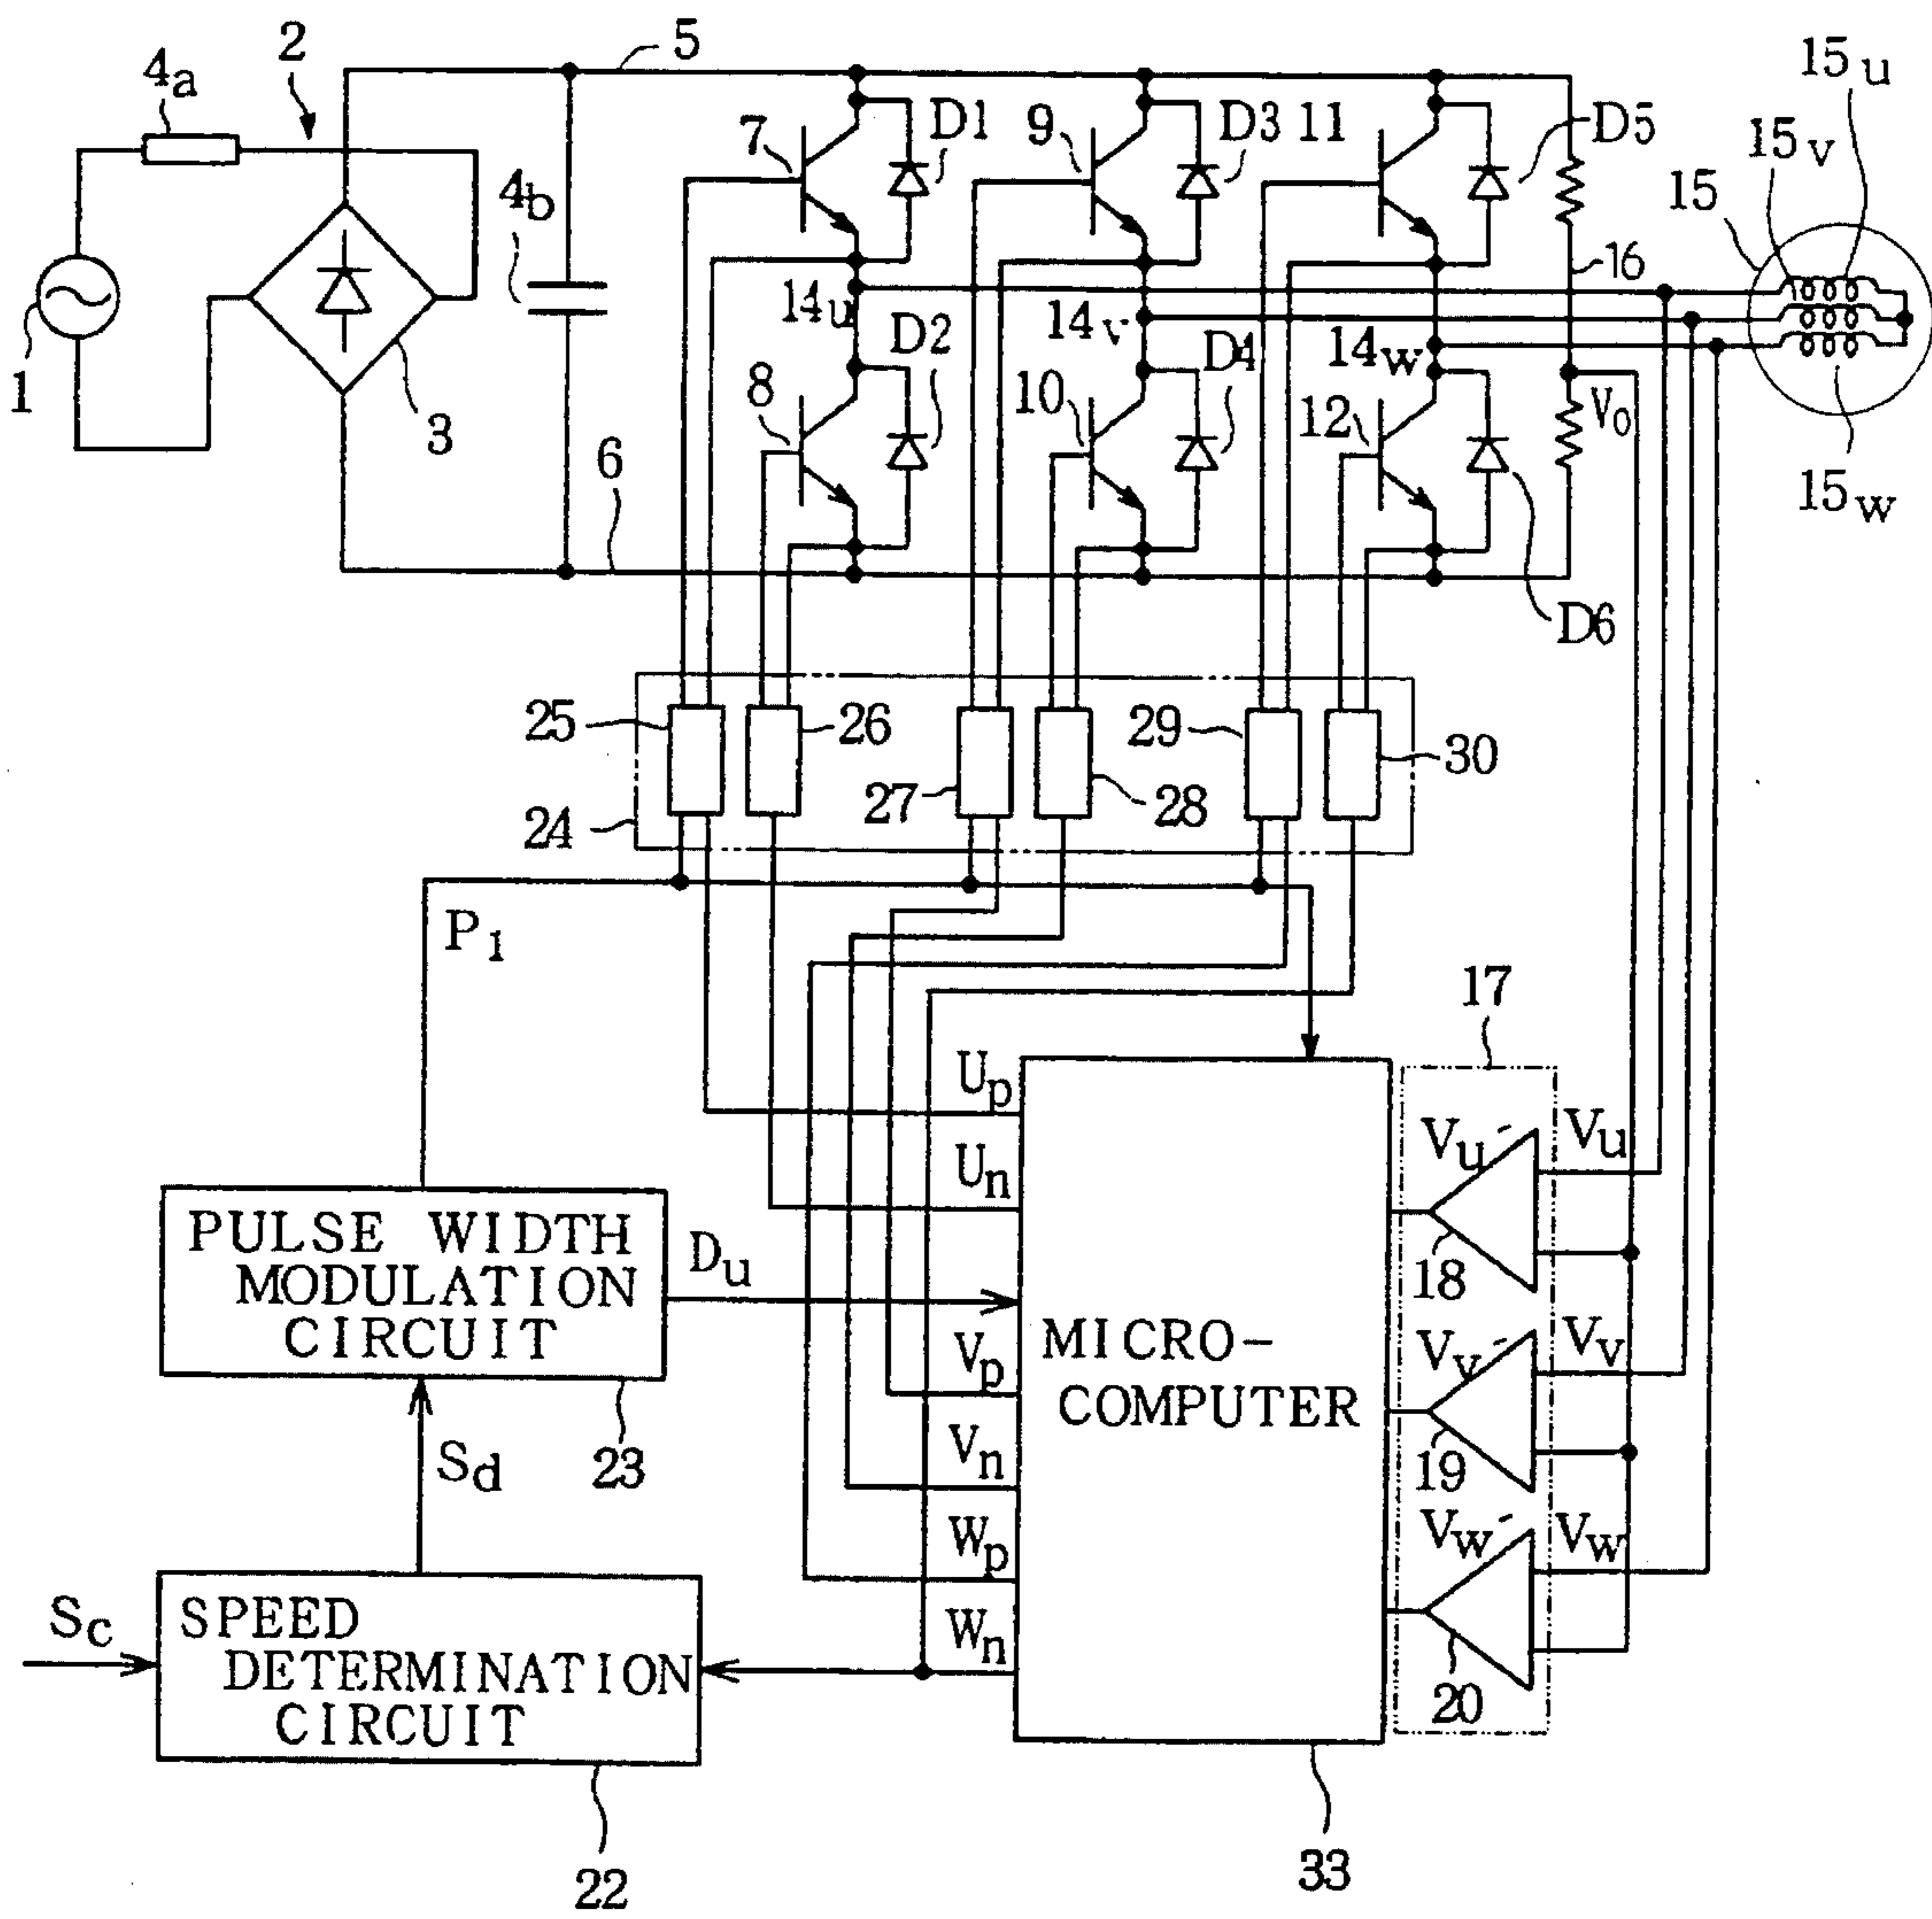 5
2
4a
15u
7
D1
9
D3
11
D5
15v
15
4b
16
14u
14v
14w
1
3
8
D2
10
D4
12
V0
15w
6
D6
25
26
29
30
27
28
24
P1
17
Up
Un
Vu′
Vu
18
PULSE WIDTH
MODULATION
CIRCUIT
Du
MICRO-
COMPUTER
Vp
Vv′
Vv
19
Vn
23
Sd
Wp
Vw′
Vw
Sc
SPEED
DETERMINATION
CIRCUIT
Wn
20
22
33